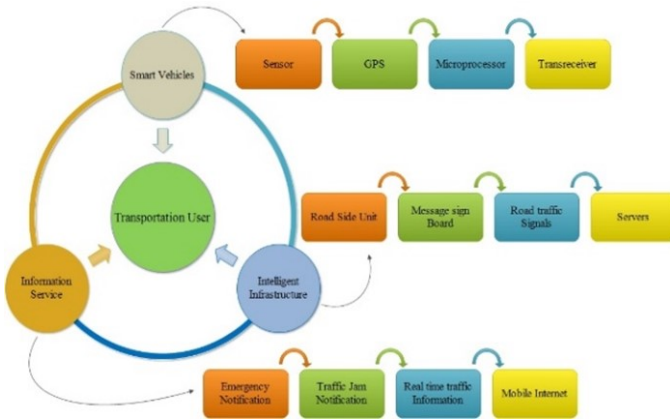 Smart Vehicles
Sensor
GPS
Microprocessor
Transreceiver
Transportation User
Road Side Unit
Message sign
Board
Road traffic
Signals
Servers
Information
Service
Intelligent
Infrastructure
Emergency
Notification
Traffic Jam
Notification
Real time traffic
Information
Mobile Internet